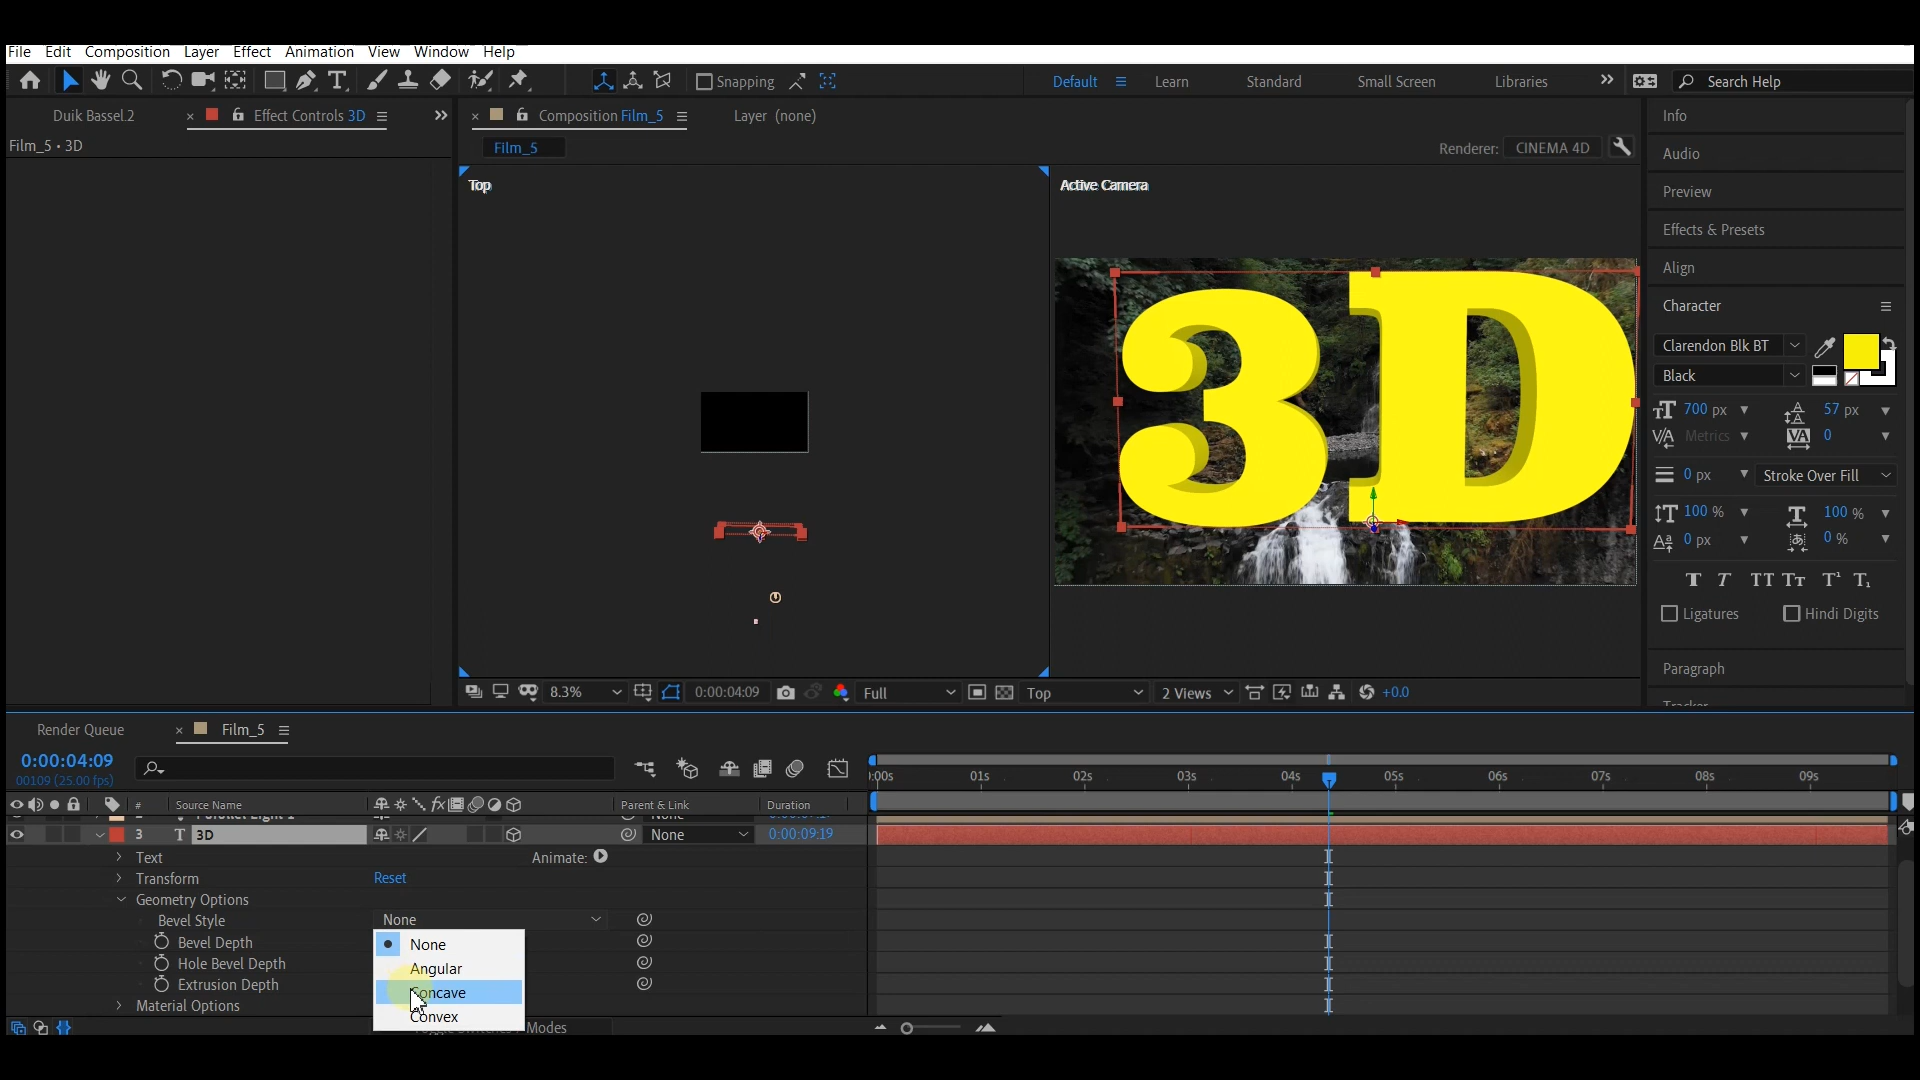 File Edit Composition Layer Effect Animation View Window Help
Snapping
Default Learn Standard Small Screen Libraries Search Help
Duik Bassel.2 Effect Controls 3D
Composition Film_5 Layer (none)
Info
Film_5 • 3D
Film_5
Renderer: CINEMA 4D
Audio
Top
Active Camera
Preview
Effects & Presets
Align
Character
3D
Clarendon Blk BT
Black
700 px 57 px
Metrics 0
0 px Stroke Over Fill
100 % 100 %
0 px 0 %
T T TT Tt T¹ T₁
Ligatures Hindi Digits
Paragraph
8.3% 0:00:04:09 Full Top 2 Views +0.0
Render Queue Film_5
0:00:04:09
00109 (25.00 fps)
:00s 01s 02s 03s 04s 05s 06s 07s 08s 09s
# Source Name Parent & Link Duration
3 T 3D None 0:00:09:19
Text Animate:
Transform Reset
Geometry Options
Bevel Style None
Bevel Depth
None
Hole Bevel Depth
Angular
Extrusion Depth
Concave
Material Options
Convex
Modes